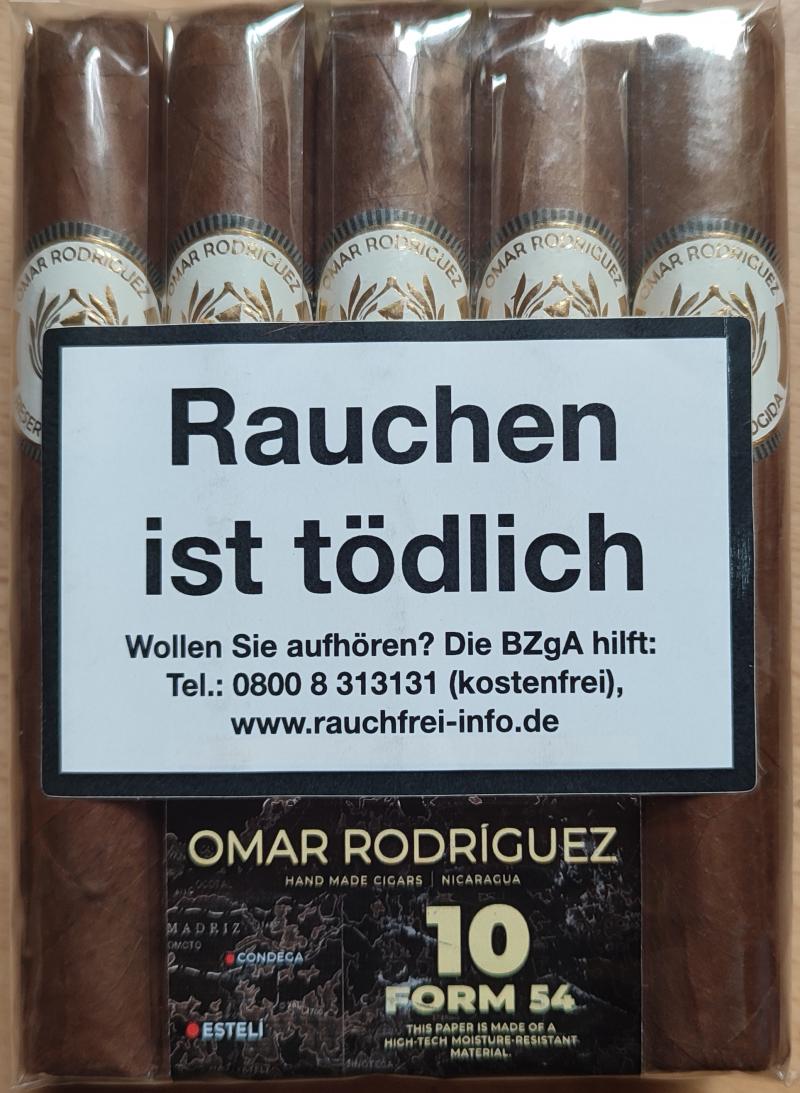 OMAR RODRIGUEZ
OMAR RODRIGUEZ
OMAR RODRIGUEZ
OMAR RODRIGUEZ
OMAR RODRIGUEZ
Rauchen
ist tödlich
Wollen Sie aufhören? Die BZgA hilft:
Tel.: 0800 8 313131 (kostenfrei),
www.rauchfrei-info.de
OMAR RODRÍGUEZ
HAND MADE CIGARS | NICARAGUA
MADRIZ
CONDEGA
ESTELÍ
10
FORM 54
THIS PAPER IS MADE OF A
HIGH-TECH MOISTURE-RESISTANT
MATERIAL.